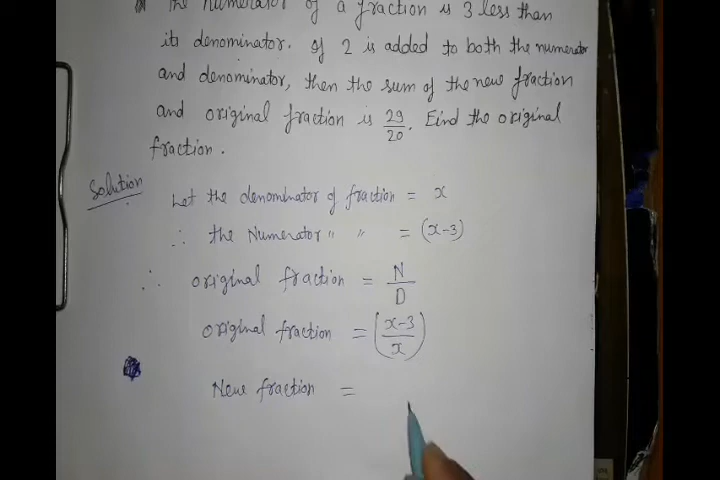 the numerator of a fraction is 3 less than
its denominator. If 2 is added to both the numerator
and denominator, then the sum of the new fraction
and original fraction is 29/20. Find the original
fraction.
Solution
Let the denominator of fraction = x
∴ the Numerator " " = (x-3)
∴ original fraction = N/D
original fraction = (x-3/x)
New fraction =